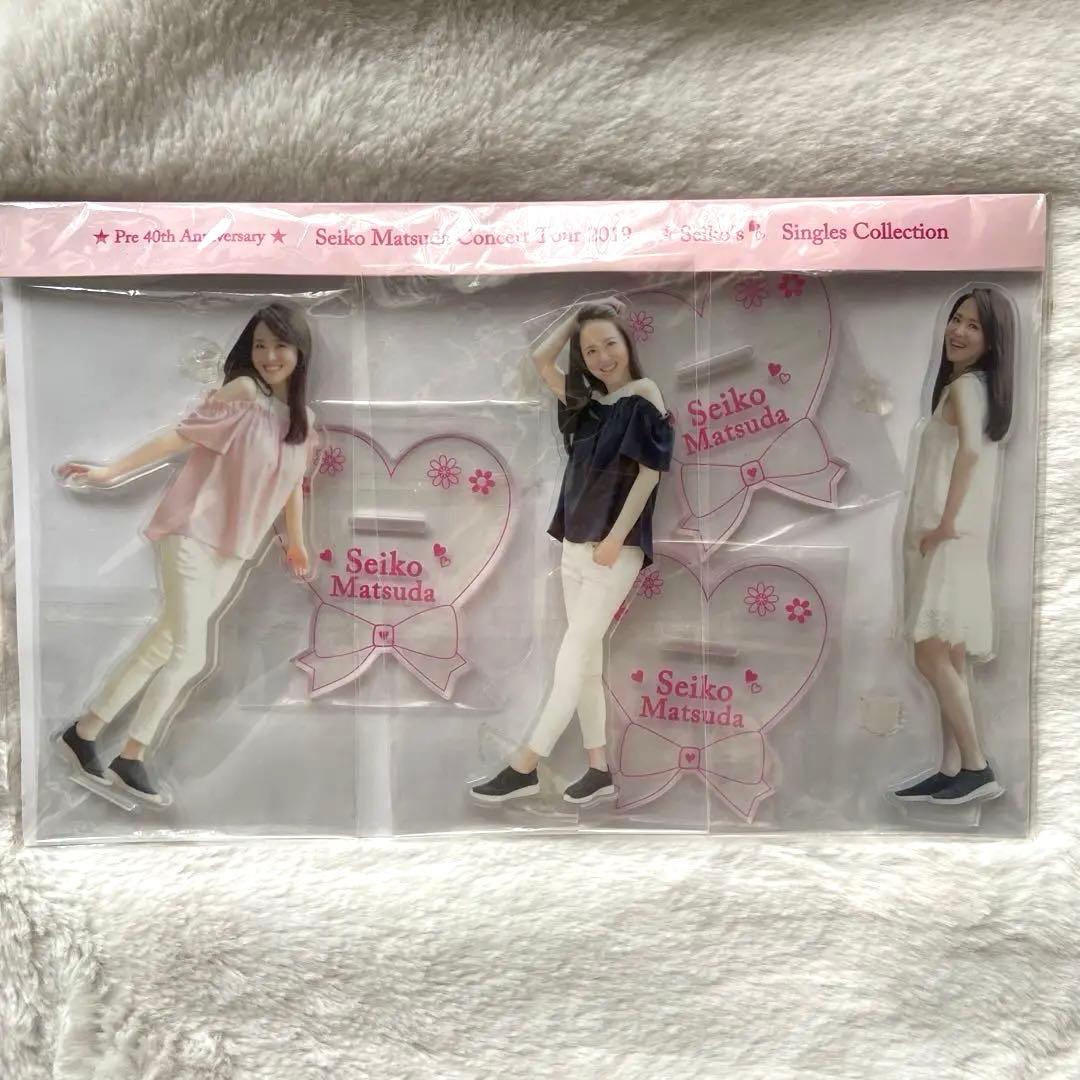 ★ Pre 40th Anniversary ★ Seiko Matsuda Concert Tour 2019 Seiko's Singles Collection
Seiko
Matsuda
Seiko
Matsuda
Seiko
Matsuda